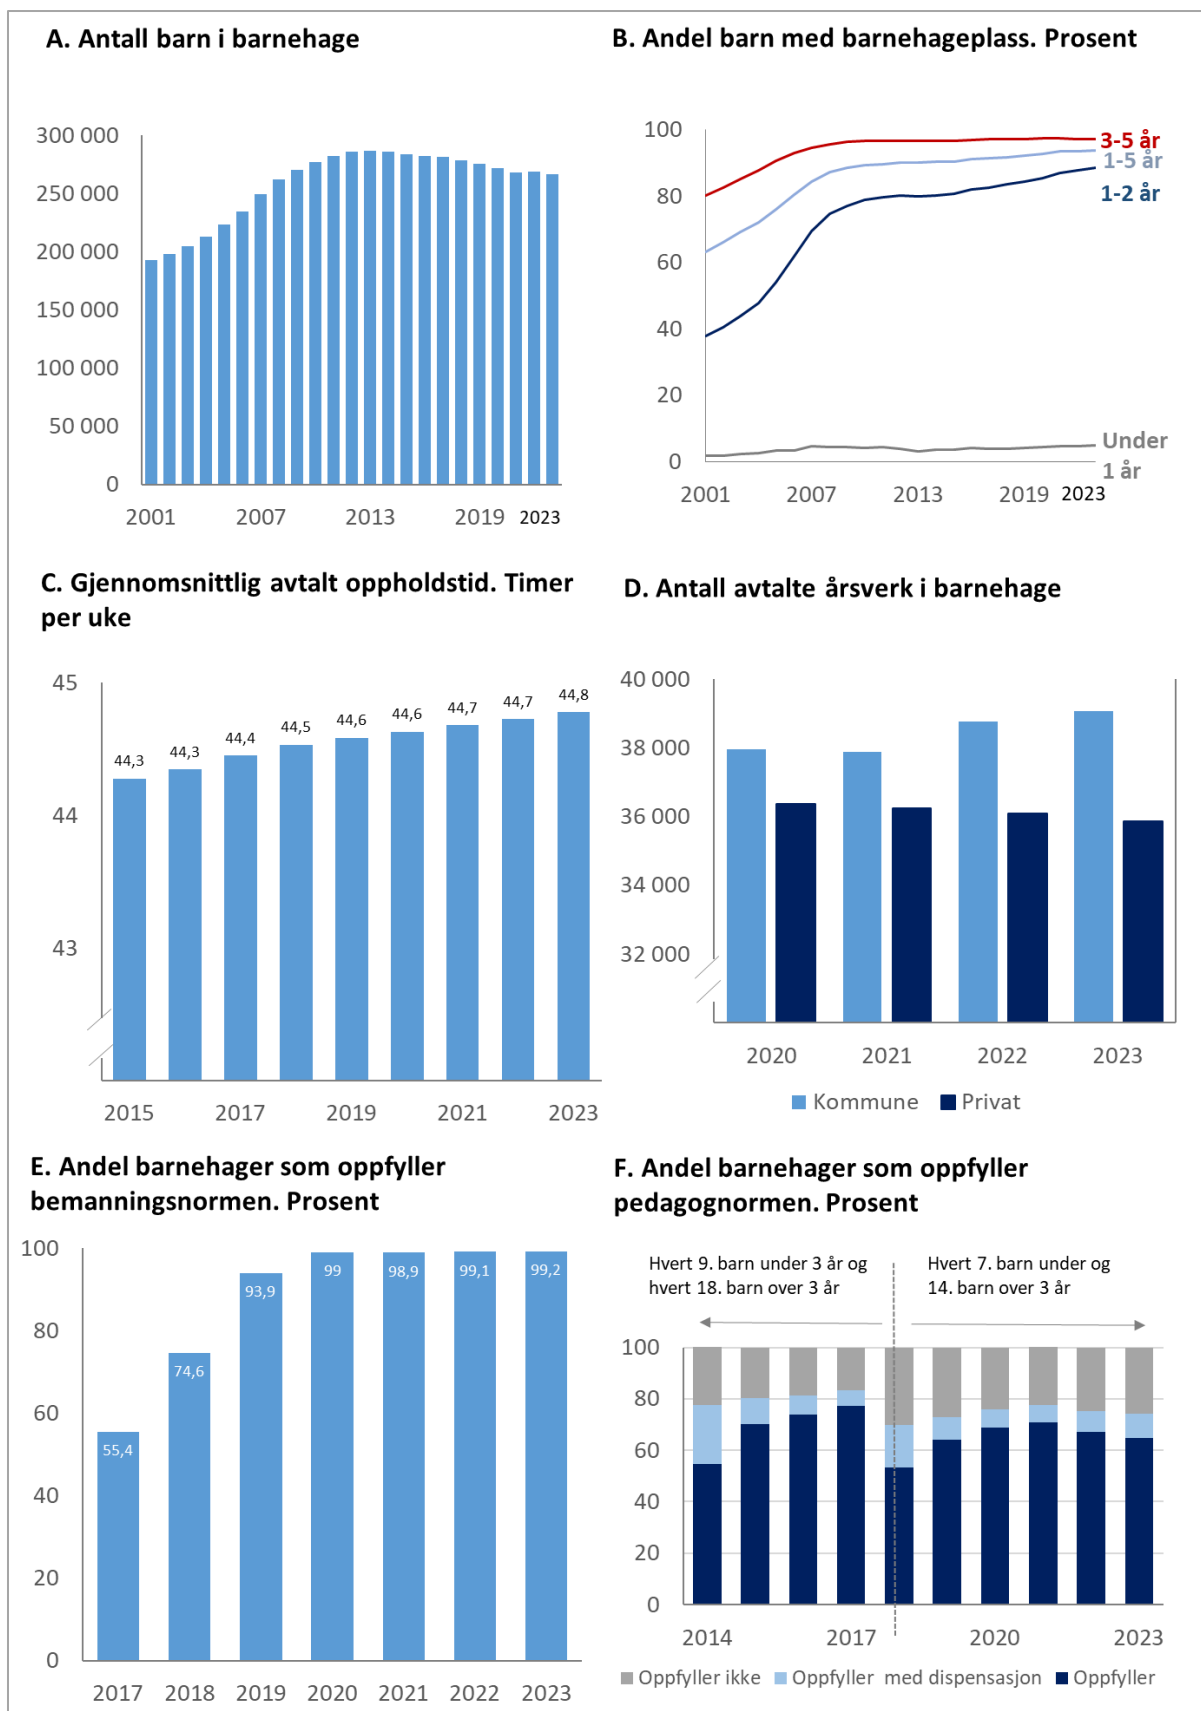 A. Antall barn i barnehage
300 000
250 000
200 000
150 000
100 000
50 000
0
2001 2007 2013 2019 2023
B. Andel barn med barnehageplass. Prosent
100
80
60
40
20
0
3-5 år
1-5 år
1-2 år
Under
1 år
2001 2007 2013 2019 2023
C. Gjennomsnittlig avtalt oppholdstid. Timer
per uke
45
44
43
44,3 44,3 44,4 44,5 44,6 44,6 44,7 44,7 44,8
2015 2017 2019 2021 2023
D. Antall avtalte årsverk i barnehage
40 000
38 000
36 000
34 000
32 000
2020 2021 2022 2023
Kommune Privat
E. Andel barnehager som oppfyller
bemanningsnormen. Prosent
100
80
60
40
20
0
55,4 74,6 93,9 99 98,9 99,1 99,2
2017 2018 2019 2020 2021 2022 2023
F. Andel barnehager som oppfyller
pedagognormen. Prosent
Hvert 9. barn under 3 år og
hvert 18. barn over 3 år
Hvert 7. barn under og
14. barn over 3 år
100
80
60
40
20
0
2014 2017 2020 2023
Oppfyller ikke Oppfyller med dispensasjon Oppfyller